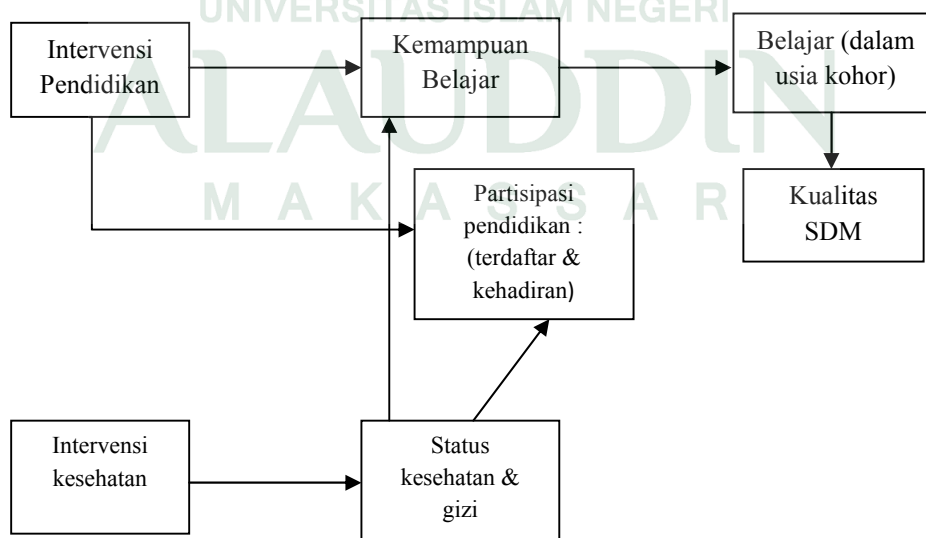 UNIVERSITAS ISLAM NEGERI
Intervensi
Pendidikan
Kemampuan
Belajar
Belajar (dalam
usia kohor)
ALAUDDIN
MAKASSAR
Partisipasi
pendidikan :
(terdaftar &
kehadiran)
Kualitas
SDM
Intervensi
kesehatan
Status
kesehatan &
gizi